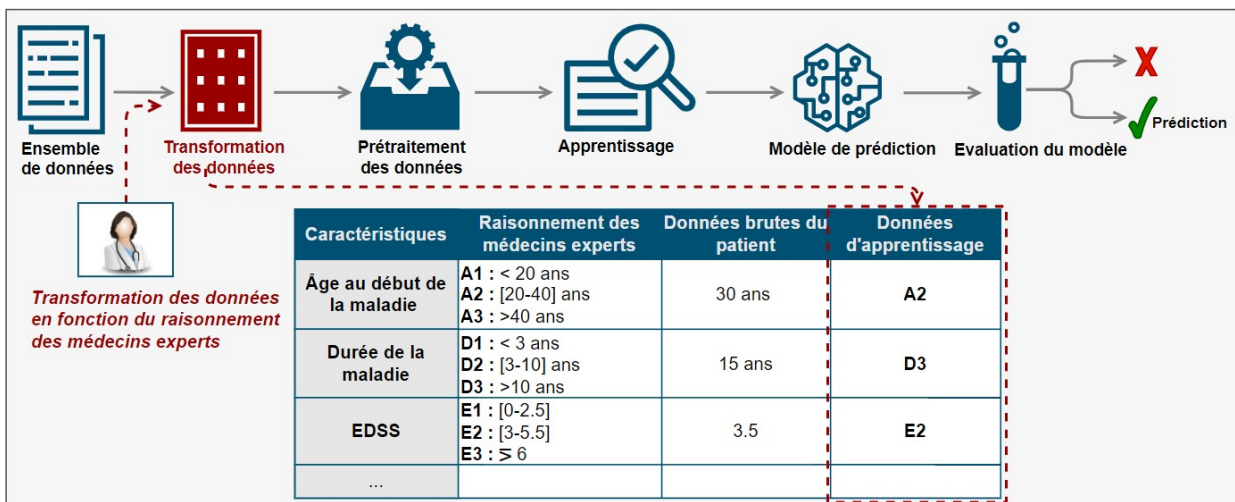 Ensemble
de données
Transformation
des données
Prétraitement
des données
Apprentissage
Modèle de prédiction
Evaluation du modèle
X
Prédiction
Transformation des données
en fonction du raisonnement
des médecins experts
Caractéristiques
Raisonnement des
médecins experts
Données brutes du
patient
Données
d'apprentissage
Âge au début de
la maladie
A1 : < 20 ans
A2 : [20-40] ans
A3 : >40 ans
30 ans
A2
Durée de la
maladie
D1 : < 3 ans
D2 : [3-10] ans
D3 : >10 ans
15 ans
D3
EDSS
E1 : [0-2.5]
E2 : [3-5.5]
E3 : ⩾ 6
3.5
E2
...